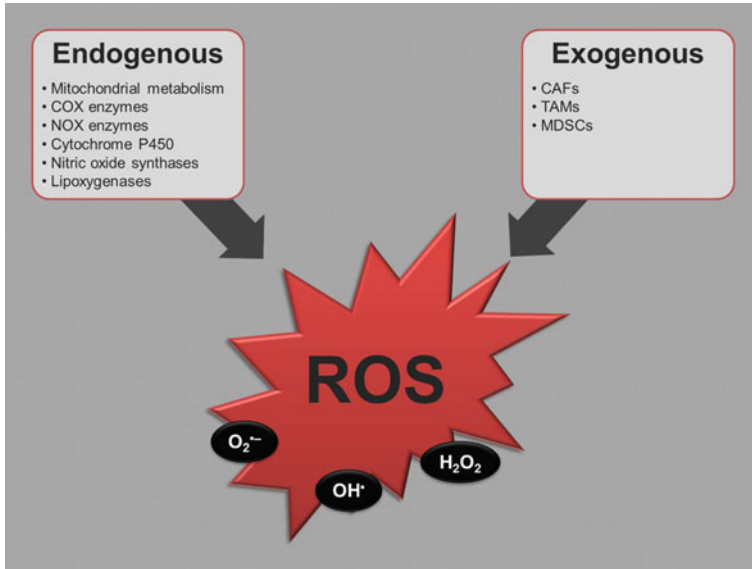 Endogenous
• Mitochondrial metabolism
• COX enzymes
• NOX enzymes
• Cytochrome P450
• Nitric oxide synthases
• Lipoxygenases
Exogenous
• CAFs
• TAMs
• MDSCs
ROS
O₂•−
OH•
H₂O₂